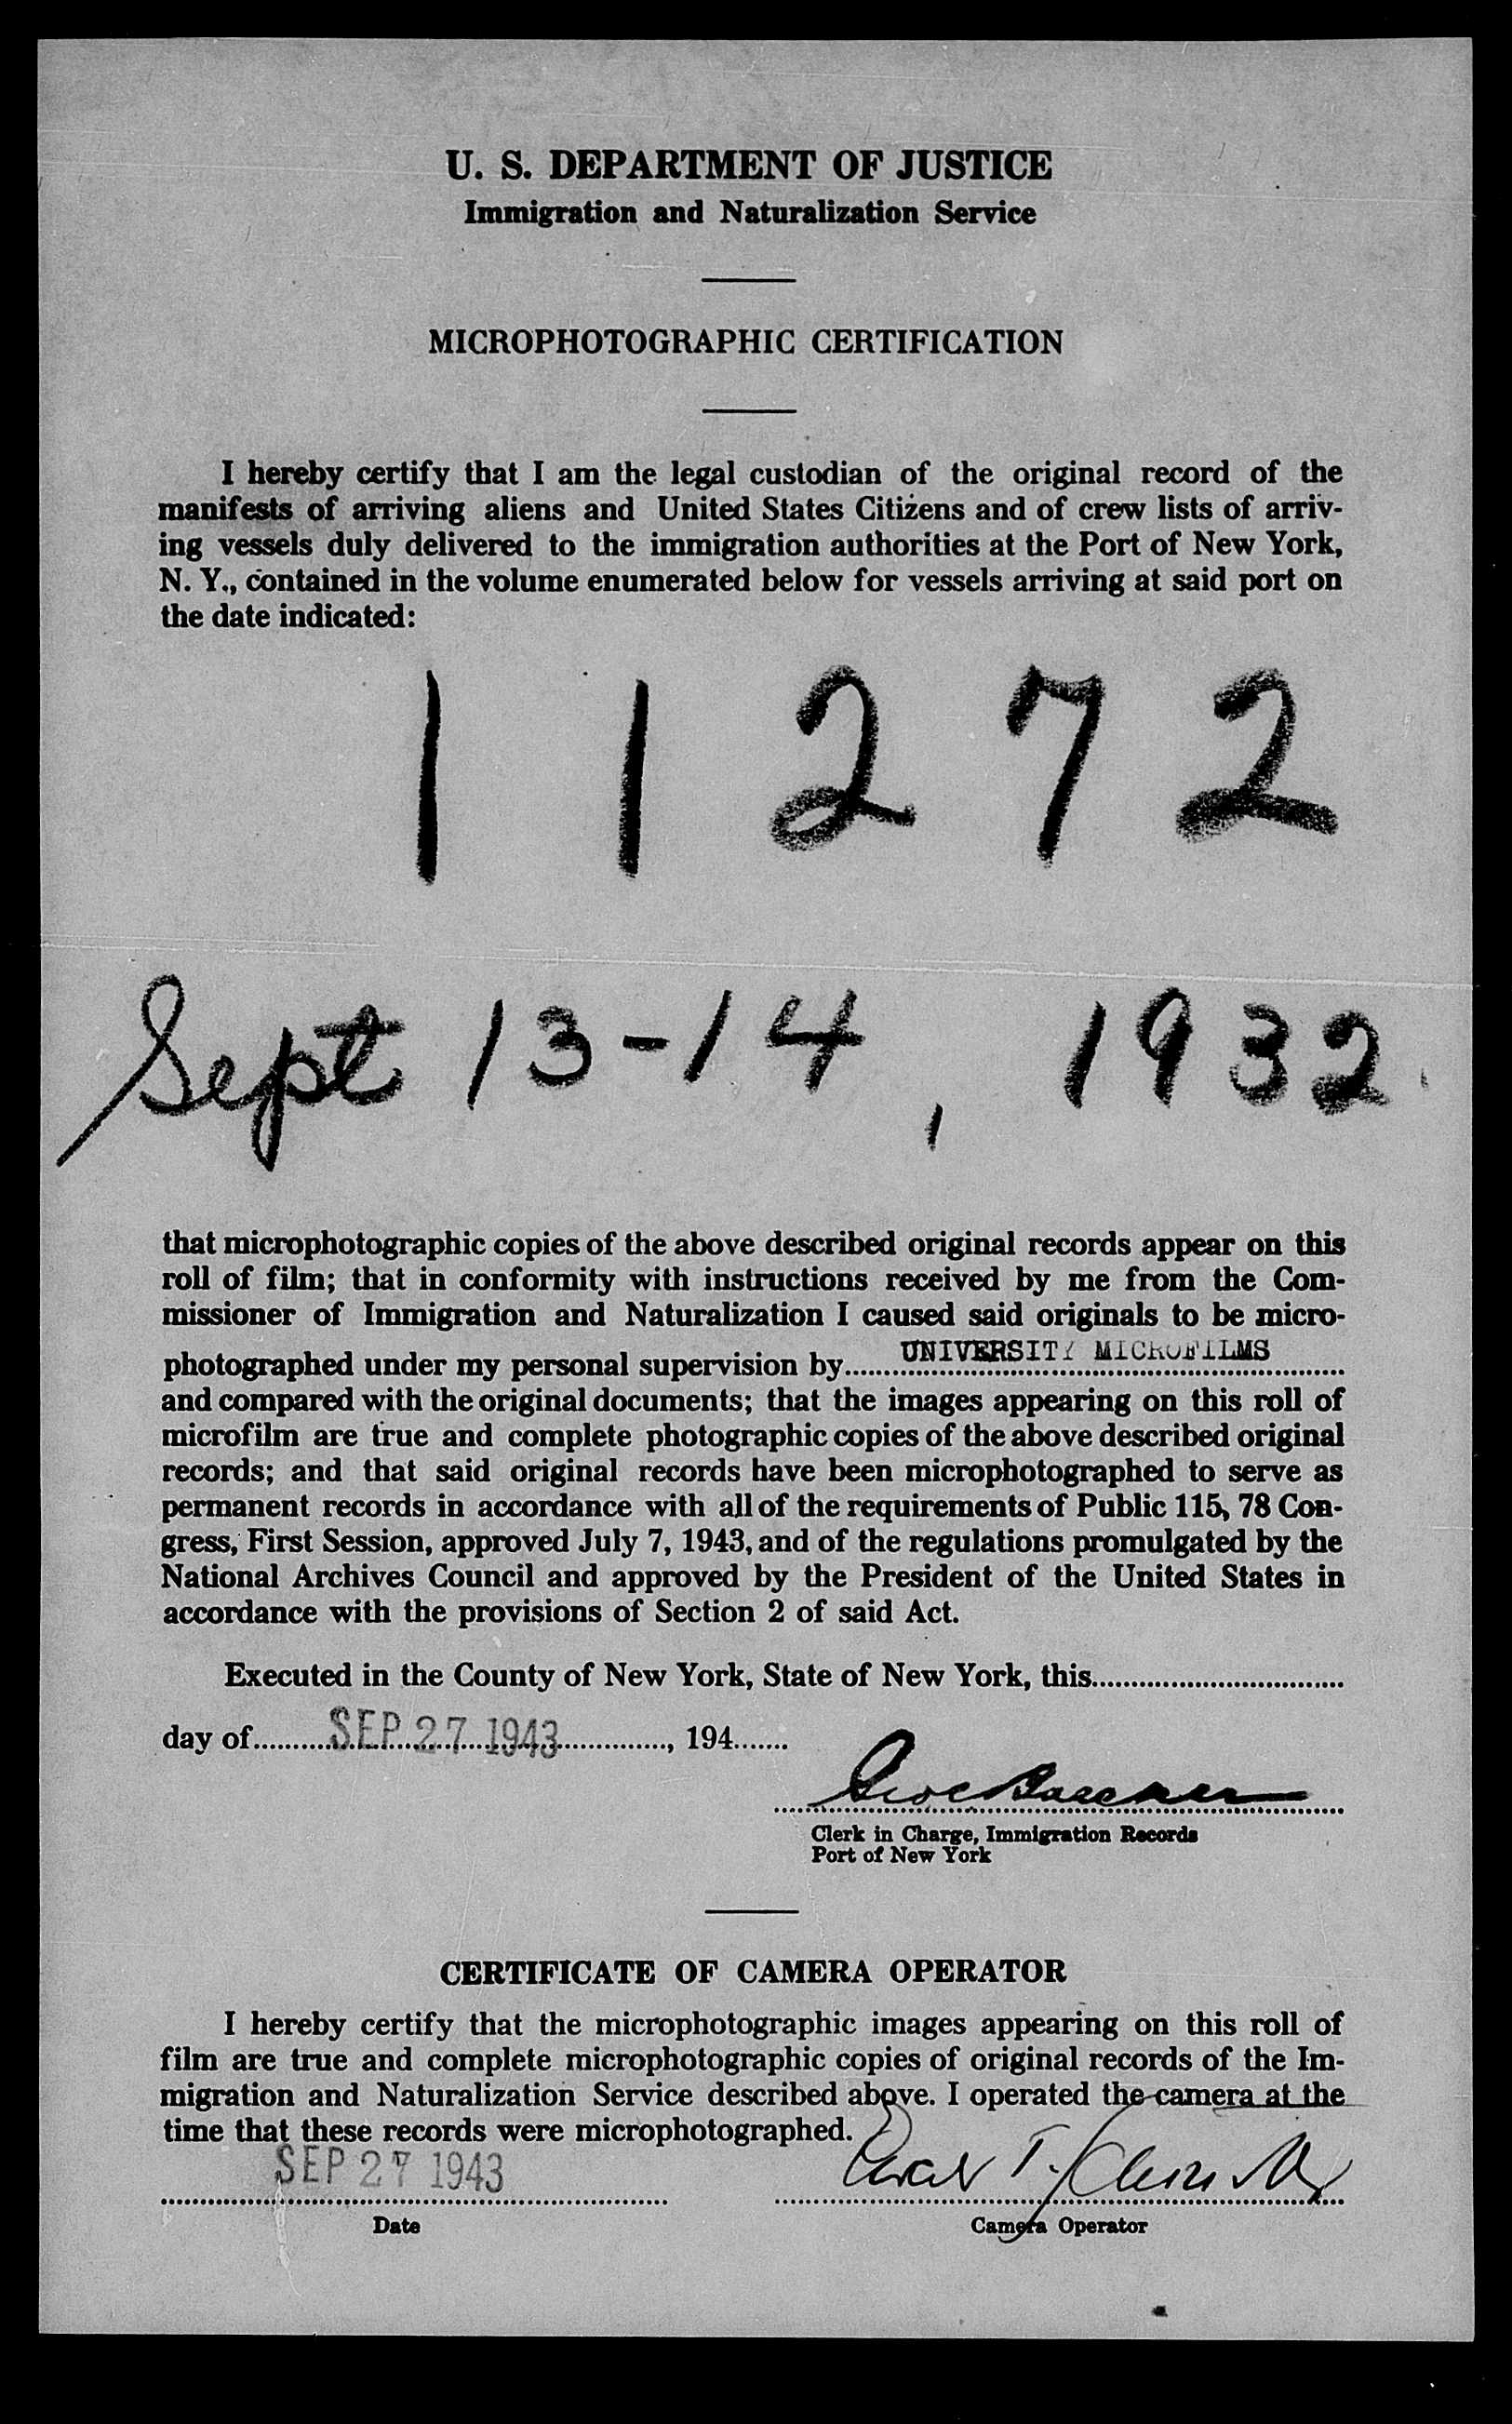 U. S. DEPARTMENT OF JUSTICE
Immigration and Naturalization Service
MICROPHOTOGRAPHIC CERTIFICATION
I hereby certify that I am the legal custodian of the original record of the
manifests of arriving aliens and United States Citizens and of crew lists of arriv-
ing vessels duly delivered to the immigration authorities at the Port of New York,
N. Y., contained in the volume enumerated below for vessels arriving at said port on
the date indicated:
11272
Sept 13-14, 1932
that microphotographic copies of the above described original records appear on this
roll of film; that in conformity with instructions received by me from the Com-
missioner of Immigration and Naturalization I caused said originals to be micro-
photographed under my personal supervision by UNIVERSITY MICROFILMS
and compared with the original documents; that the images appearing on this roll of
microfilm are true and complete photographic copies of the above described original
records; and that said original records have been microphotographed to serve as
permanent records in accordance with all of the requirements of Public 115, 78 Con-
gress, First Session, approved July 7, 1943, and of the regulations promulgated by the
National Archives Council and approved by the President of the United States in
accordance with the provisions of Section 2 of said Act.
Executed in the County of New York, State of New York, this
day of SEP 27 1943, 194
Clerk in Charge, Immigration Records
Port of New York
CERTIFICATE OF CAMERA OPERATOR
I hereby certify that the microphotographic images appearing on this roll of
film are true and complete microphotographic copies of original records of the Im-
migration and Naturalization Service described above. I operated the camera at the
time that these records were microphotographed.
SEP 27 1943
Date
Camera Operator